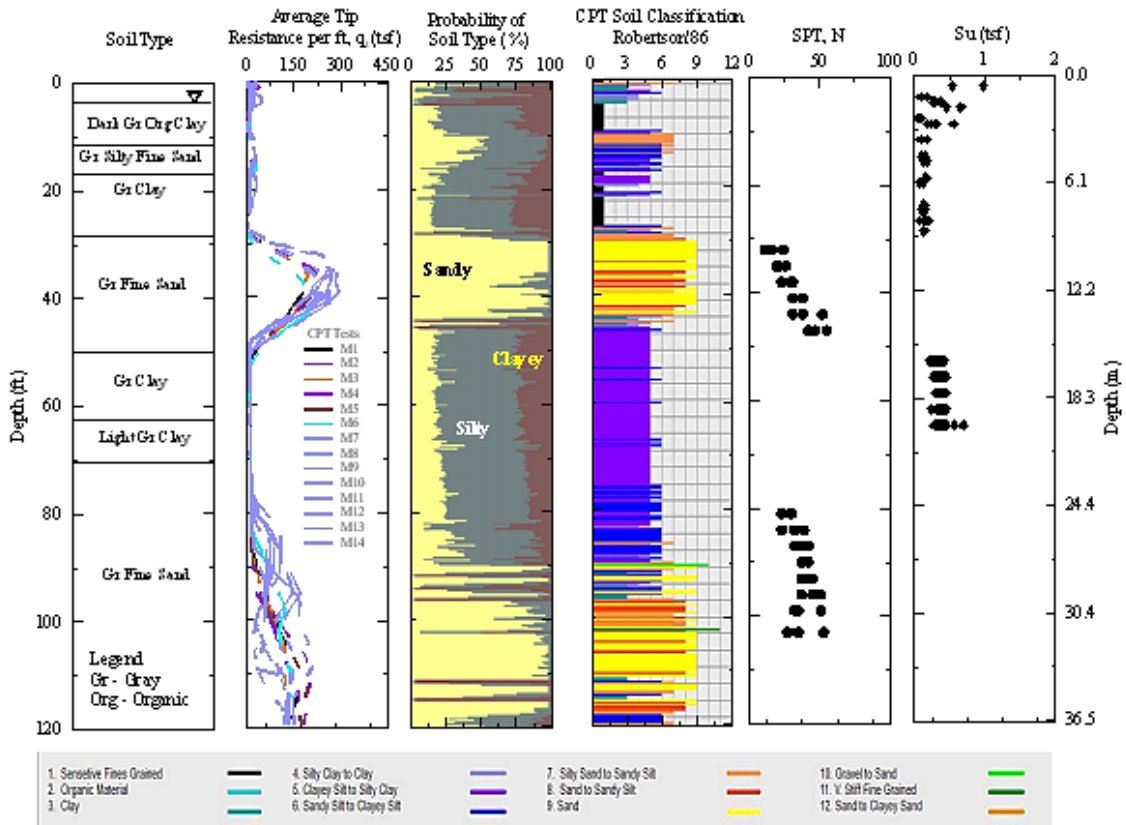 Soil Type
Average Tip
Resistance per ft, q, (tsf)
Probability of
Soil Type (%)
CPT Soil Classification
Robertson/86
SPT, N
Su (tsf)
0 150 300 450
0 25 50 75 100
0 3 6 9 12
0 50 100
0 1 2
0
20
40
60
80
100
120
Depth (ft.)
Dark Gr Org Clay
Gr Silty Fine Sand
Gr Clay
Gr Fine Sand
Gr Clay
Light Gr Clay
Gr Fine Sand
Legend
Gr - Gray
Org - Organic
CPT Tests
M1
M2
M3
M4
M5
M6
M7
M8
M9
M10
M11
M12
M13
M14
Sandy
Clayey
Silty
0.0
6.1
12.2
18.3
24.4
30.4
36.5
Depth (m.)
1. Sensetive Fines Grained
2. Organic Material
3. Clay
4. Silty Clay to Clay
5. Clayey Silt to Silty Clay
6. Sandy Silt to Clayey Silt
7. Silty Sand to Sandy Silt
8. Sand to Sandy Silt
9. Sand
10. Gravel to Sand
11. V. Stiff Fine Grained
12. Sand to Clayey Sand